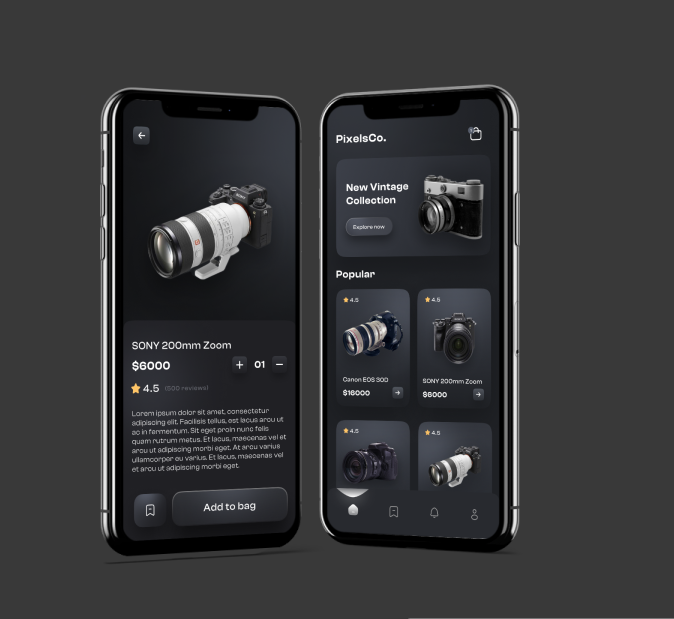 SONY 200mm Zoom
$6000
+ 01 −
4.5 (500 reviews)
Lorem ipsum dolor sit amet, consectetur
adipiscing elit. Facilisis tellus, est lacus arcu ut
ac in fermentum. Sit eget proin nunc felis
quam rutrum metus. Et lacus, maecenas vel et
arcu ut adipiscing morbi eget. At arcu varius
ullamcorper eu varius. Et lacus, maecenas vel
et arcu ut adipiscing morbi eget.
Add to bag
PixelsCo.
New Vintage
Collection
Explore now
Popular
4.5
Canon EOS 30D
$16000
4.5
SONY 200mm Zoom
$6000
4.5
4.5